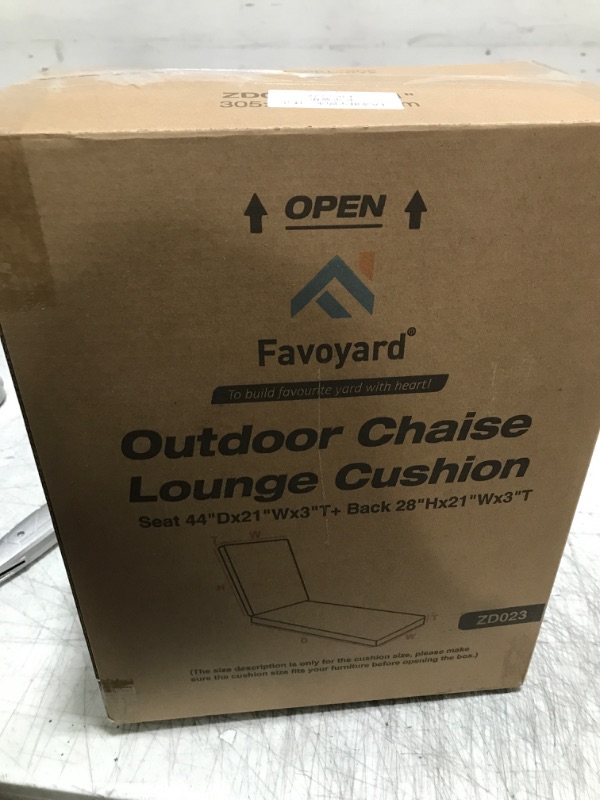 305
m
OPEN
Favoyard®
To build favourite yard with heart!
Outdoor Chaise
Lounge Cushion
Seat 44"Dx21"Wx3"T+ Back 28"Hx21"Wx3"T
T W
H
T
D W
ZD023
(The size description is only for the cushion size, please make
sure the cushion size fits your furniture before opening the box.)